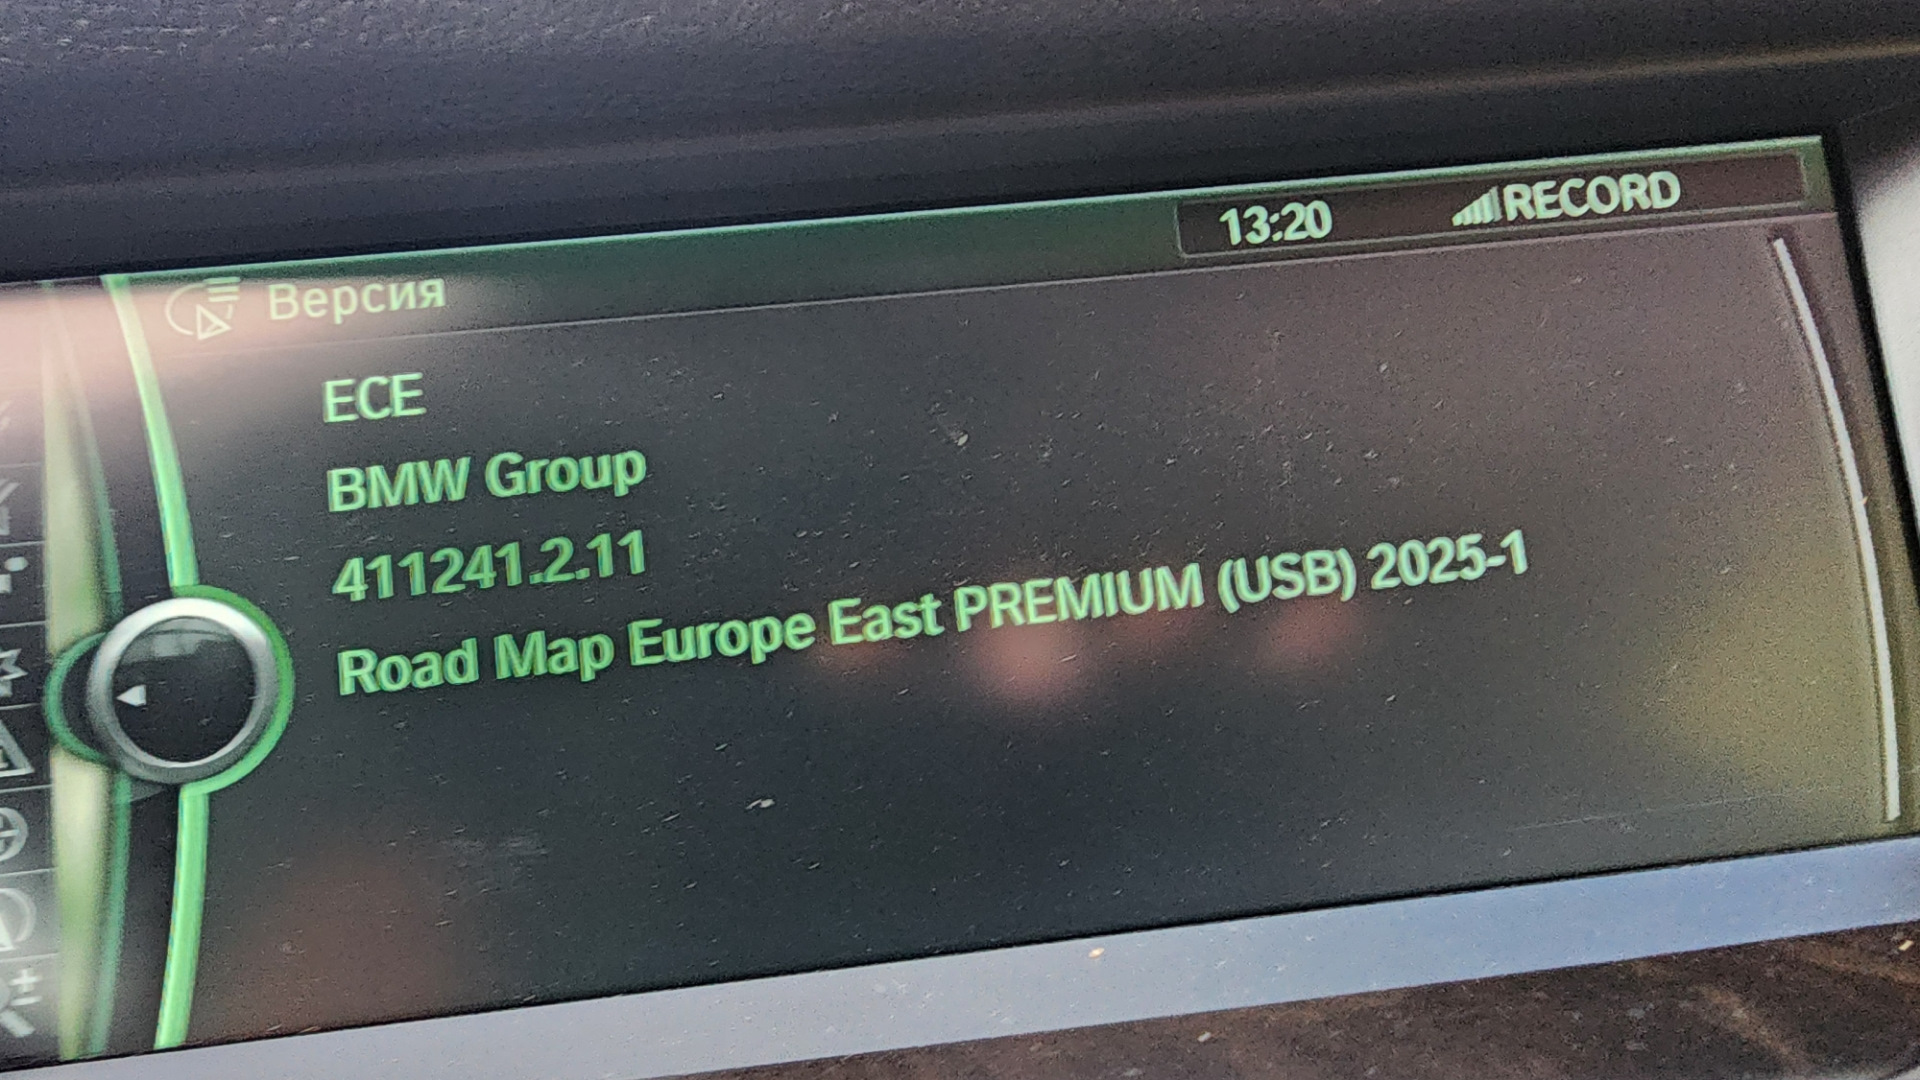 13:20 RECORD
Версия
ECE
BMW Group
411241.2.11
Road Map Europe East PREMIUM (USB) 2025-1